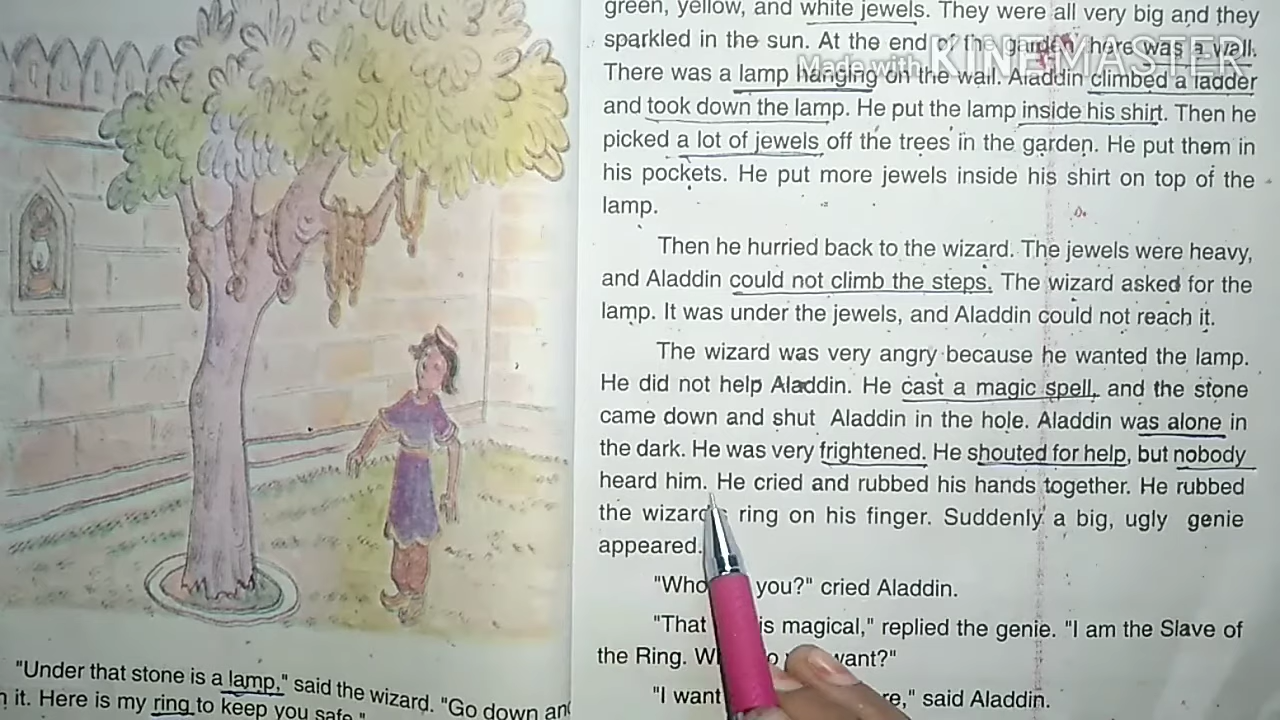 green, yellow, and white jewels. They were all very big and they
sparkled in the sun. At the end of the garden there was a wall.
Made with KINEMASTER
There was a lamp hanging on the wall. Aladdin climbed a ladder
and took down the lamp. He put the lamp inside his shirt. Then he
picked a lot of jewels off the trees in the garden. He put them in
his pockets. He put more jewels inside his shirt on top of the
lamp.
Then he hurried back to the wizard. The jewels were heavy,
and Aladdin could not climb the steps. The wizard asked for the
lamp. It was under the jewels, and Aladdin could not reach it.
The wizard was very angry because he wanted the lamp.
He did not help Aladdin. He cast a magic spell, and the stone
came down and shut Aladdin in the hole. Aladdin was alone in
the dark. He was very frightened. He shouted for help, but nobody
heard him. He cried and rubbed his hands together. He rubbed
the ring on his finger. Suddenly a big, ugly genie
appeared.
"Who you?" cried Aladdin.
"That is magical," replied the genie. "I am the Slave of
the Ring. want?"
"I want said Aladdin.
"Under that stone is a lamp," said the wizard. "Go down
it. Here is my ring to keep you safe."